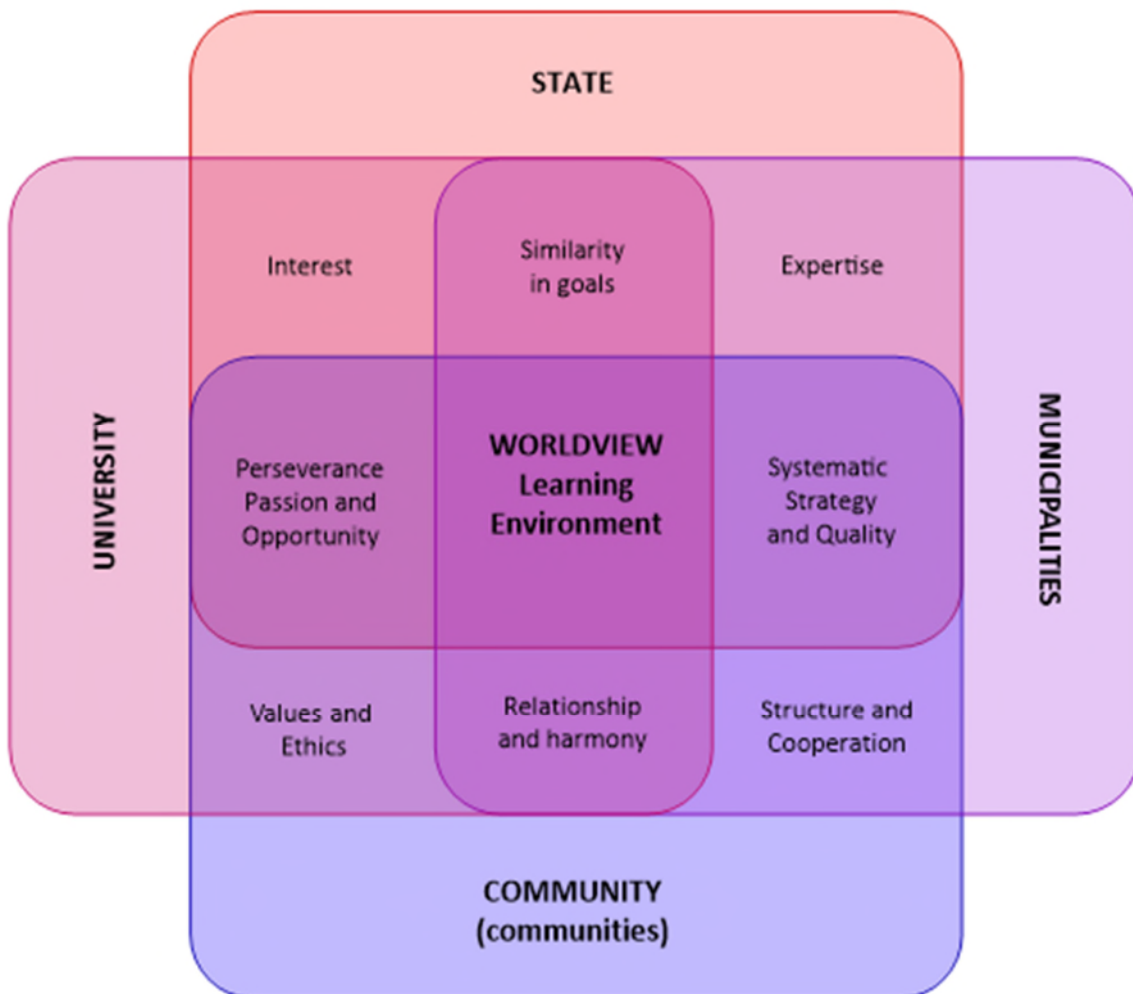 STATE
Interest
Similarity
in goals
Expertise
UNIVERSITY
Perseverance
Passion and
Opportunity
WORLDVIEW
Learning
Environment
Systematic
Strategy
and Quality
MUNICIPALITIES
Values and
Ethics
Relationship
and harmony
Structure and
Cooperation
COMMUNITY
(communities)